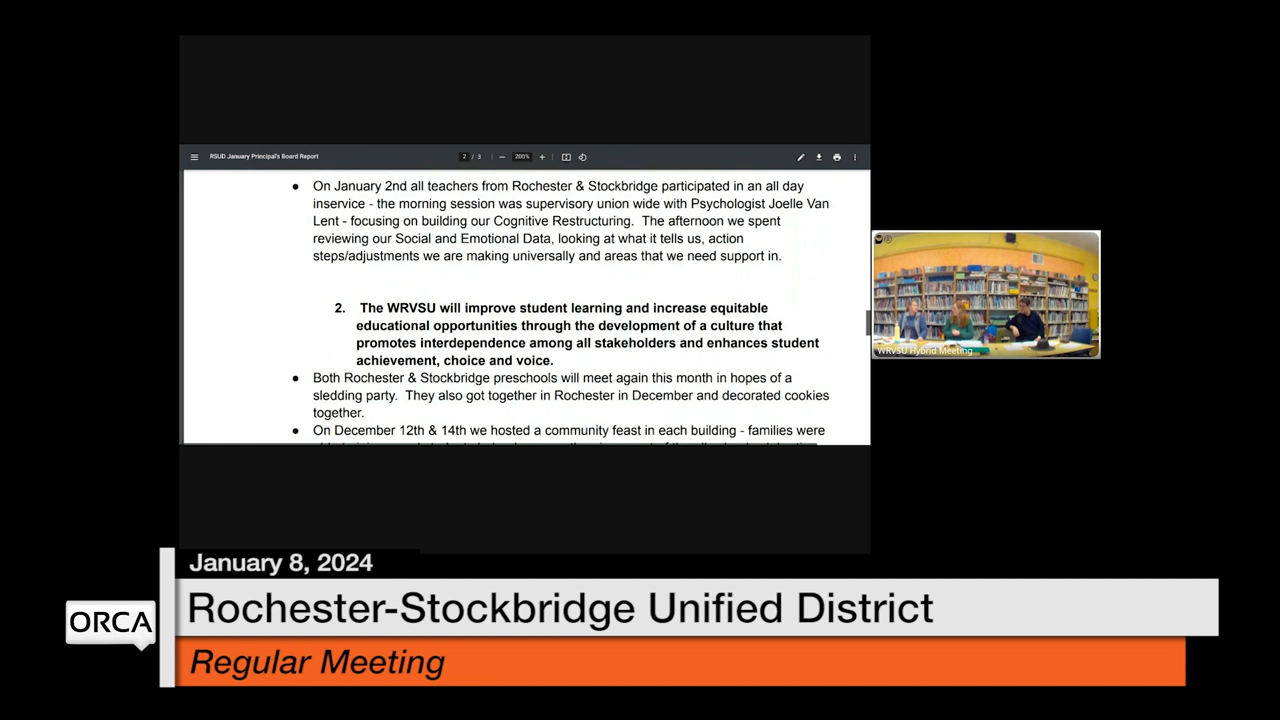 RSUD January Principal's Board Report
2 / 3
200%
● On January 2nd all teachers from Rochester & Stockbridge participated in an all day
inservice - the morning session was supervisory union wide with Psychologist Joelle Van
Lent - focusing on building our Cognitive Restructuring. The afternoon we spent
reviewing our Social and Emotional Data, looking at what it tells us, action
steps/adjustments we are making universally and areas that we need support in.
2. The WRVSU will improve student learning and increase equitable
educational opportunities through the development of a culture that
promotes interdependence among all stakeholders and enhances student
achievement, choice and voice.
● Both Rochester & Stockbridge preschools will meet again this month in hopes of a
sledding party. They also got together in Rochester in December and decorated cookies
together.
● On December 12th & 14th we hosted a community feast in each building - families were
WRVSU Hybrid Meeting
January 8, 2024
Rochester-Stockbridge Unified District
ORCA
Regular Meeting